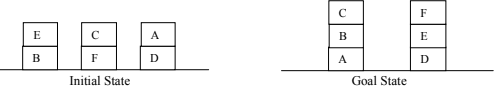 C F
E C A B E
B F D A D
Initial State Goal State